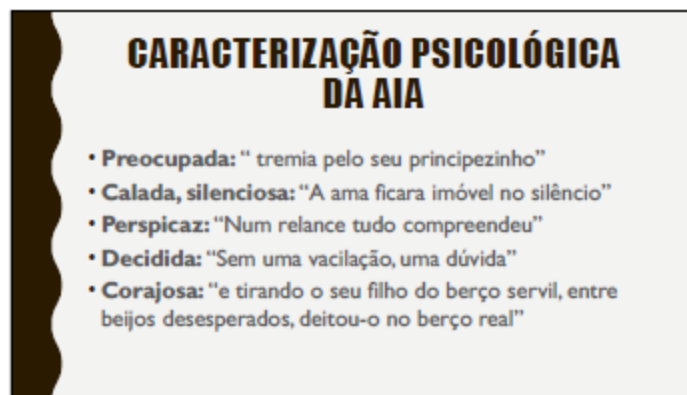 CARACTERIZAÇÃO PSICOLÓGICA
DA AIA
• Preocupada: “ tremia pelo seu principezinho”
• Calada, silenciosa: “A ama ficara imóvel no silêncio”
• Perspicaz: “Num relance tudo compreendeu”
• Decidida: “Sem uma vacilação, uma dúvida”
• Corajosa: “e tirando o seu filho do berço servil, entre
beijos desesperados, deitou-o no berço real”